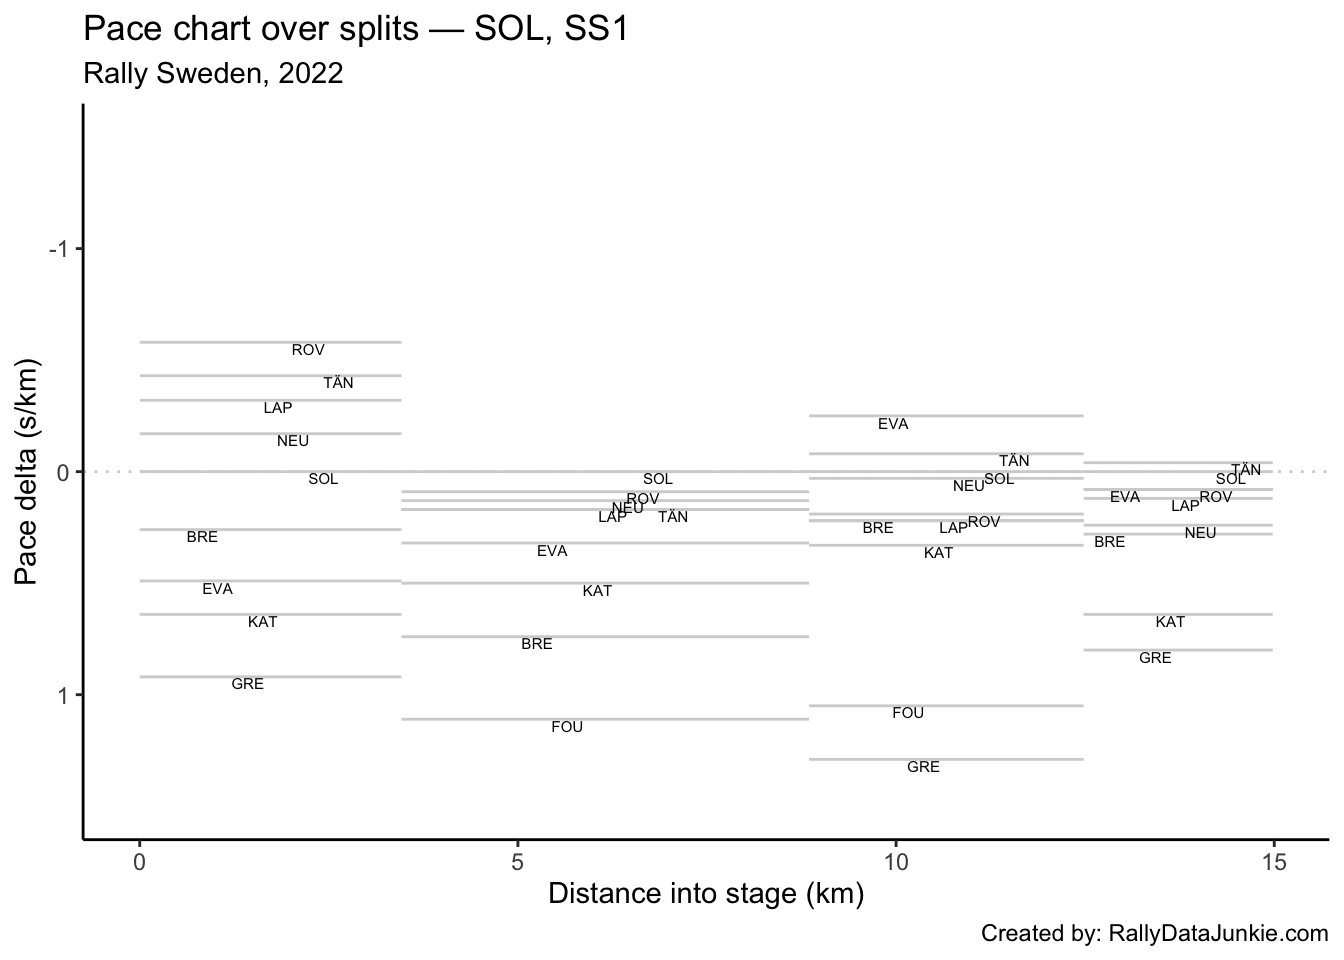 Pace chart over splits — SOL, SS1
Rally Sweden, 2022
Pace delta (s/km)
-1
0
1
ROV
TÄN
LAP
NEU
SOL
BRE
EVA
KAT
GRE
SOL
ROV
NEU
LAP
TÄN
EVA
KAT
BRE
FOU
EVA
TÄN
SOL
NEU
ROV
LAP
BRE
KAT
FOU
GRE
TÄN
SOL
EVA
ROV
LAP
NEU
BRE
KAT
GRE
0
5
10
15
Distance into stage (km)
Created by: RallyDataJunkie.com